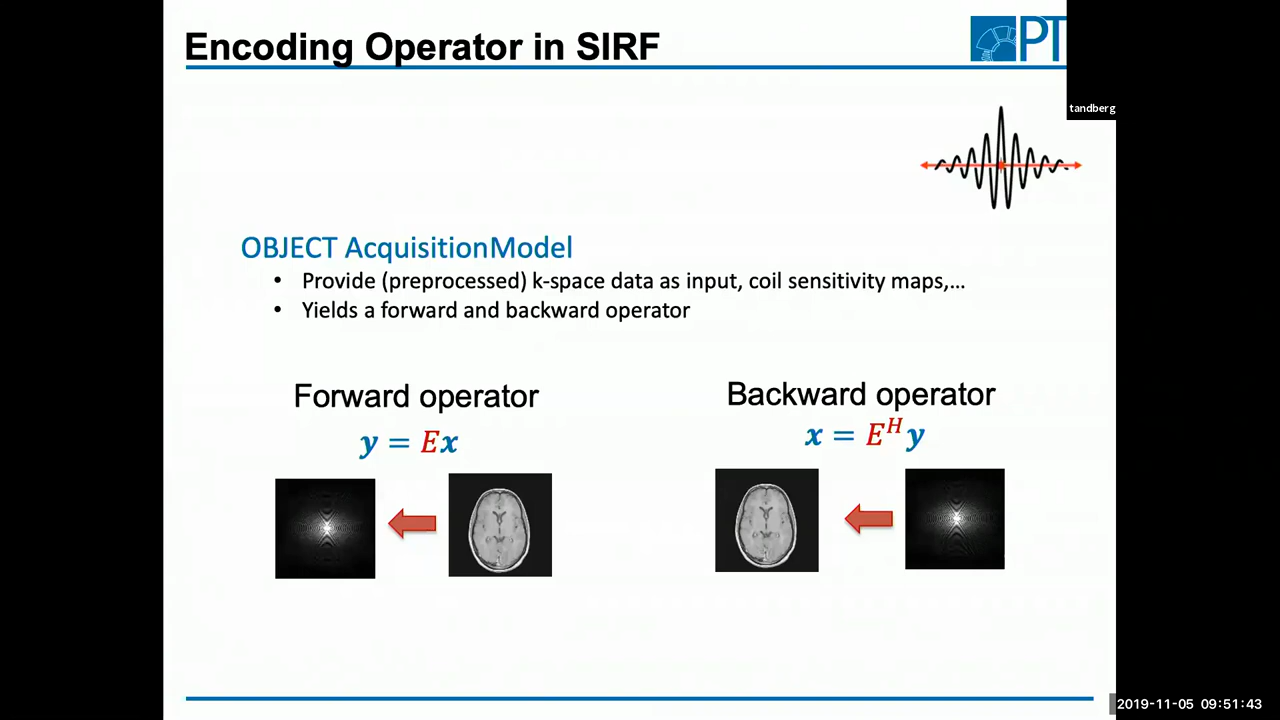 Encoding Operator in SIRF
PT
tandberg
OBJECT AcquisitionModel
• Provide (preprocessed) k-space data as input, coil sensitivity maps,...
• Yields a forward and backward operator
Forward operator
y = Ex
Backward operator
x = E^H y
2019-11-05 09:51:43